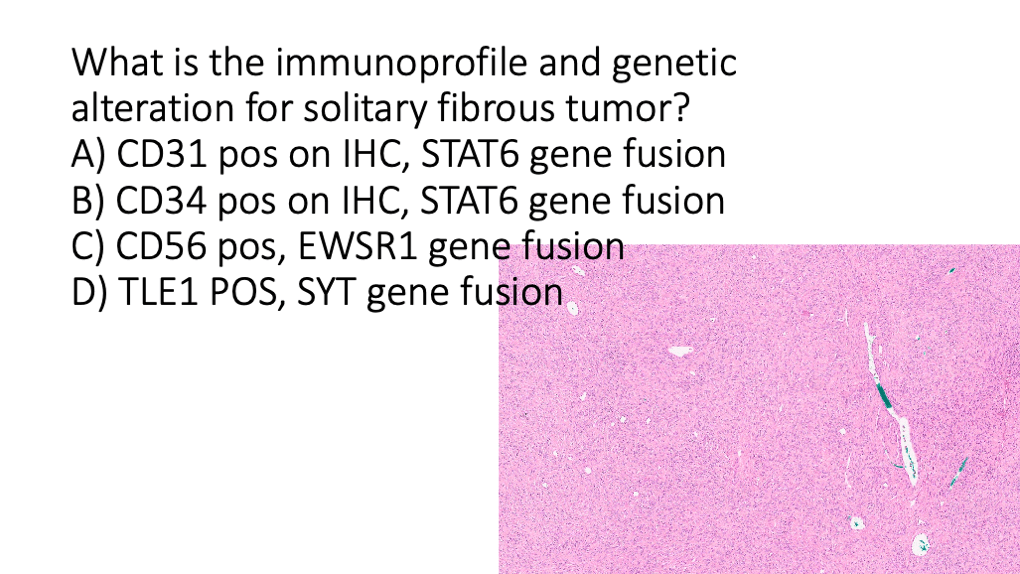 What is the immunoprofile and genetic
alteration for solitary fibrous tumor?
A) CD31 pos on IHC, STAT6 gene fusion
B) CD34 pos on IHC, STAT6 gene fusion
C) CD56 pos, EWSR1 gene fusion
D) TLE1 POS, SYT gene fusion